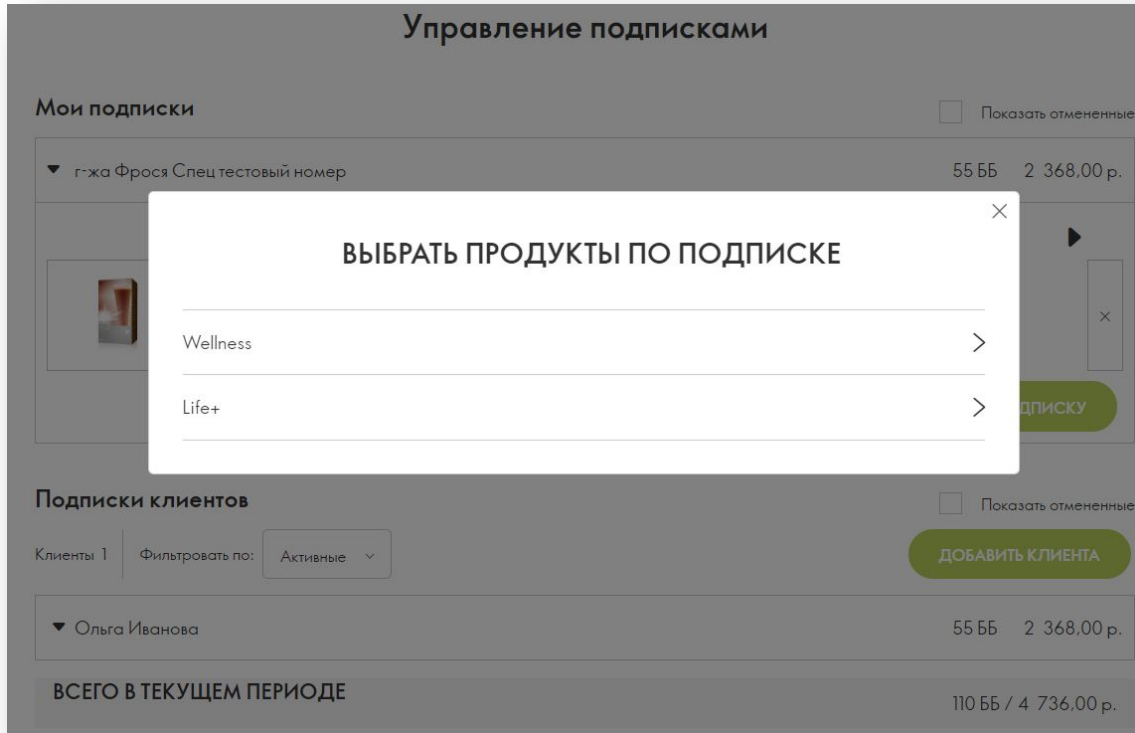 Управление подписками
Мои подписки
Показать отмененные
г-жа Фрося Спец тестовый номер
55 ББ 2 368,00 р.
ВЫБРАТЬ ПРОДУКТЫ ПО ПОДПИСКЕ
Wellness
Life+
Подписки клиентов
Показать отмененные
Клиенты 1
Фильтровать по:
Активные
ДОБАВИТЬ КЛИЕНТА
Ольга Иванова
55 ББ 2 368,00 р.
ВСЕГО В ТЕКУЩЕМ ПЕРИОДЕ
110 ББ / 4 736,00 р.